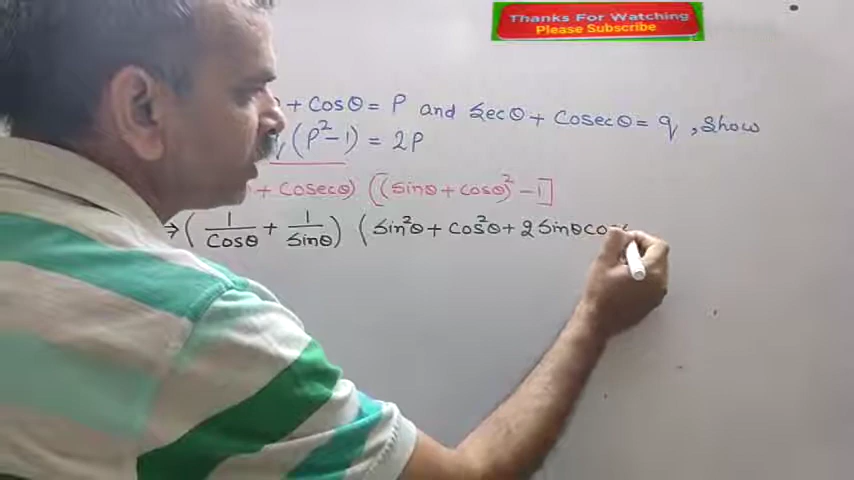 Thanks For Watching
Please Subscribe
+ cosθ = P and secθ + cosecθ = q, show
(P² - 1) = 2P
+ cosecθ) ((sinθ + cosθ)² - 1]
→ (1/cosθ + 1/sinθ) (sin²θ + cos²θ + 2 sinθ